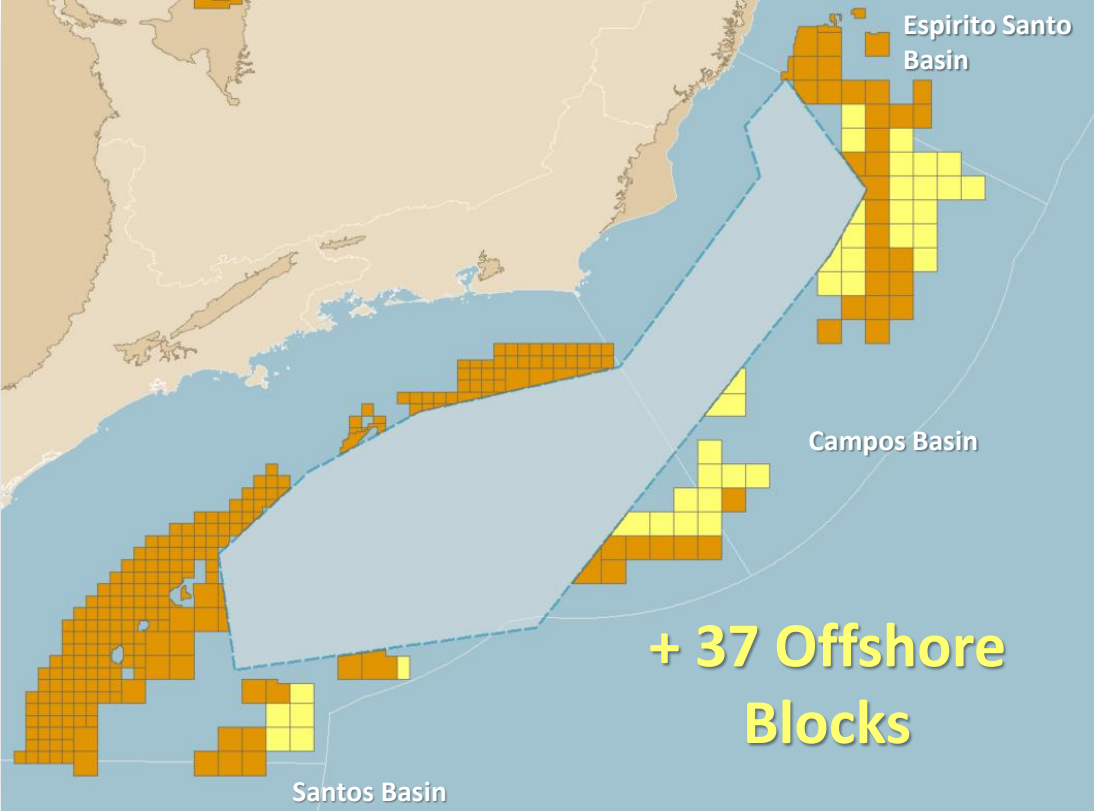 Espirito Santo
Basin
Campos Basin
+ 37 Offshore
Blocks
Santos Basin